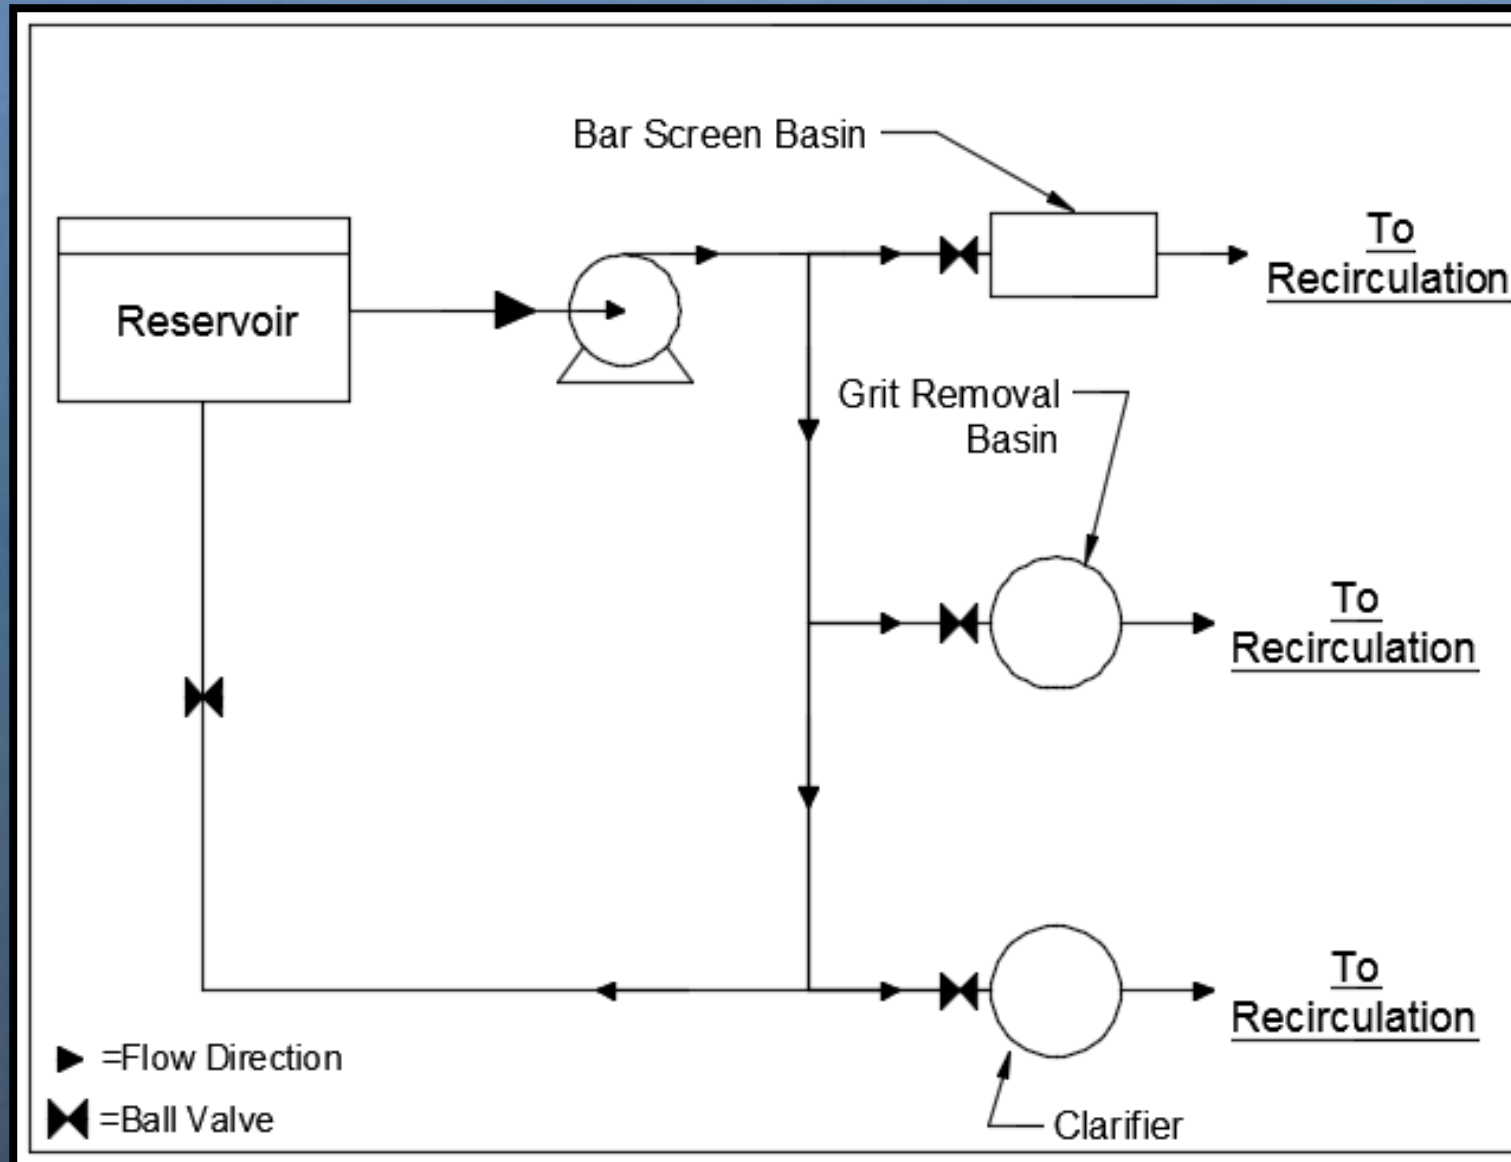 Bar Screen Basin
To
Recirculation
Reservoir
Grit Removal
Basin
To
Recirculation
To
Recirculation
=Flow Direction
=Ball Valve
Clarifier